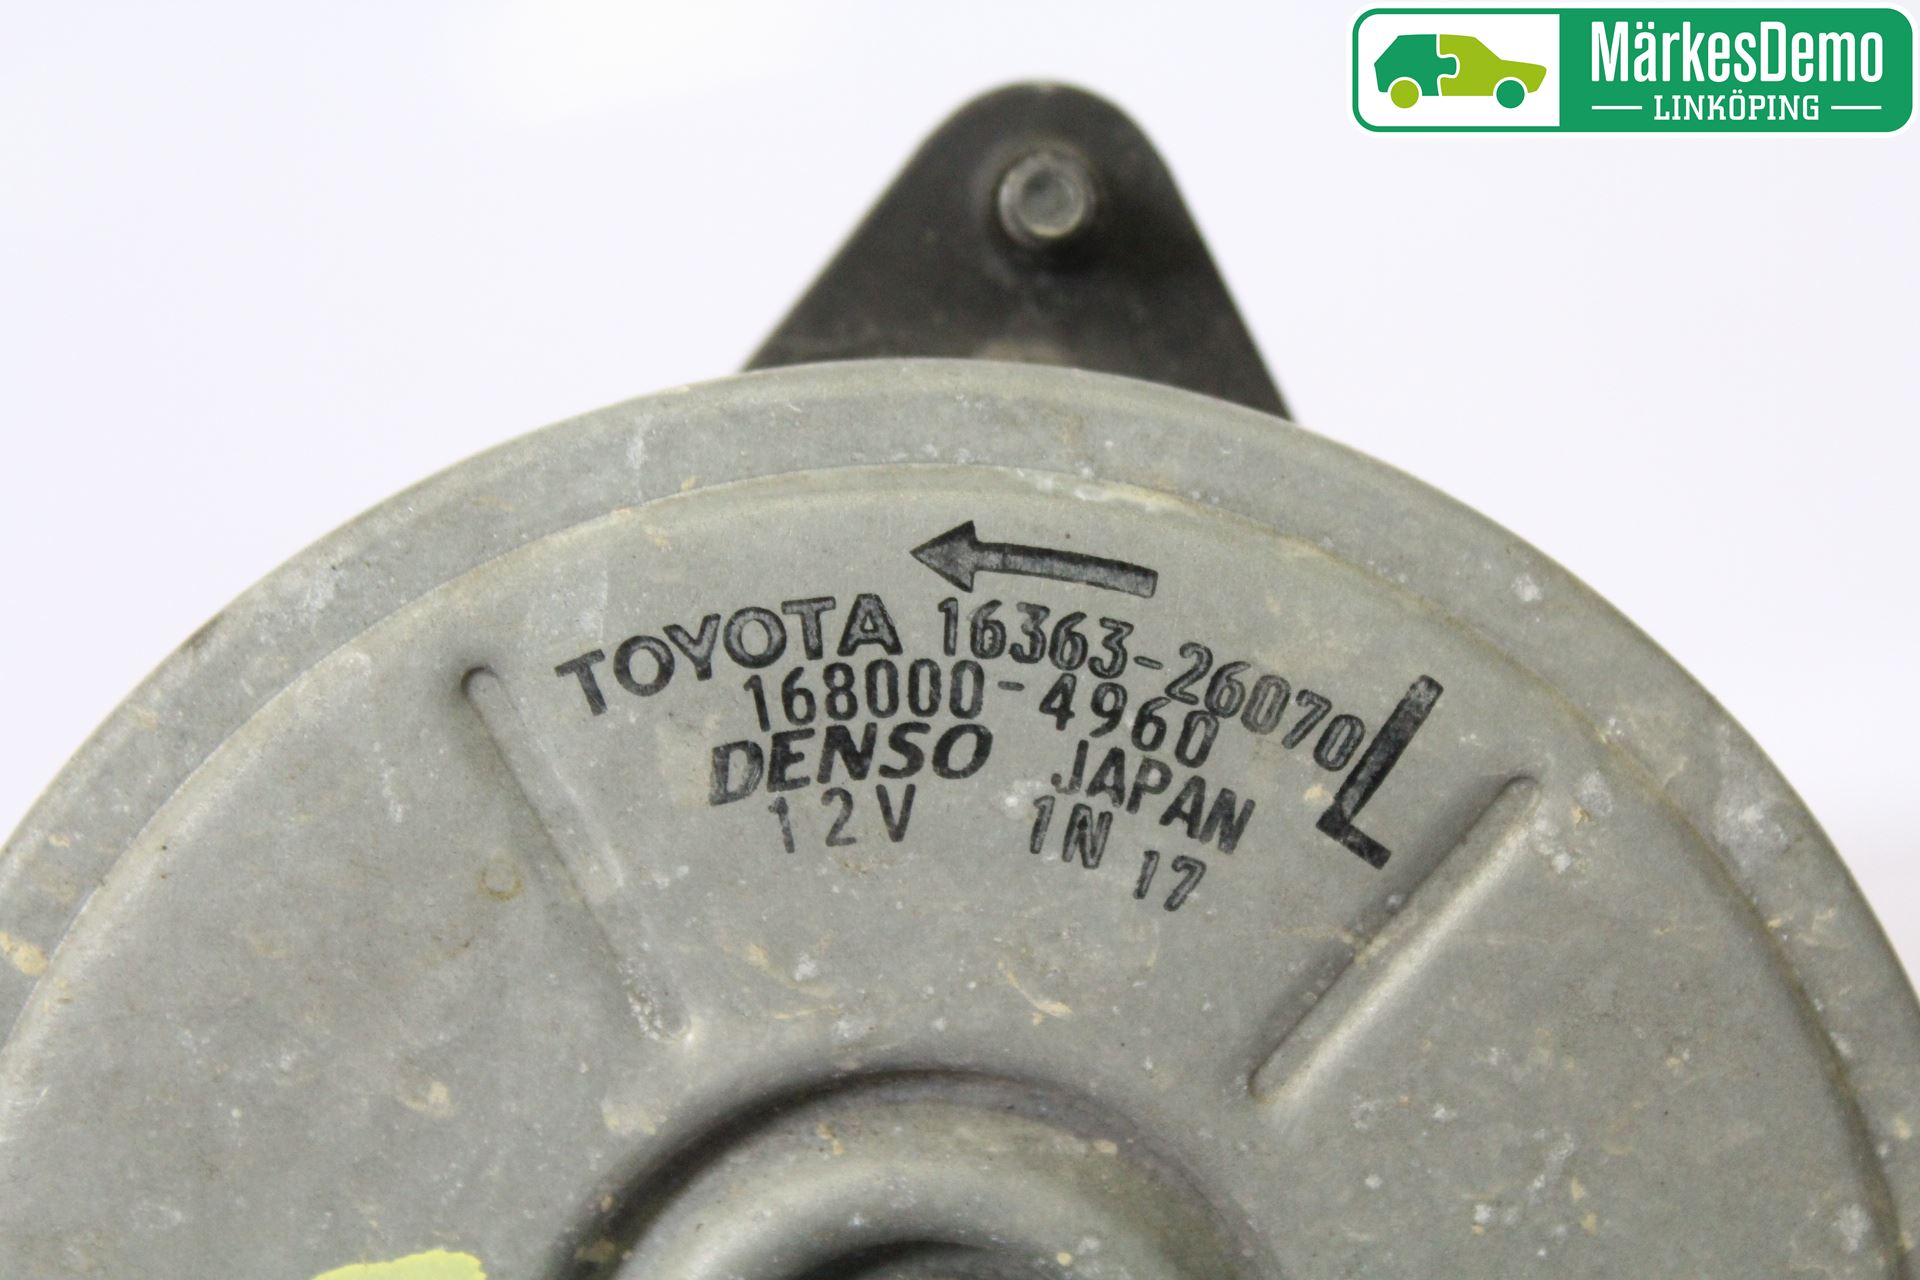 MärkesDemo
LINKÖPING
TOYOTA 16363-26070 L
168000-4960
DENSO JAPAN
12V 1N 17